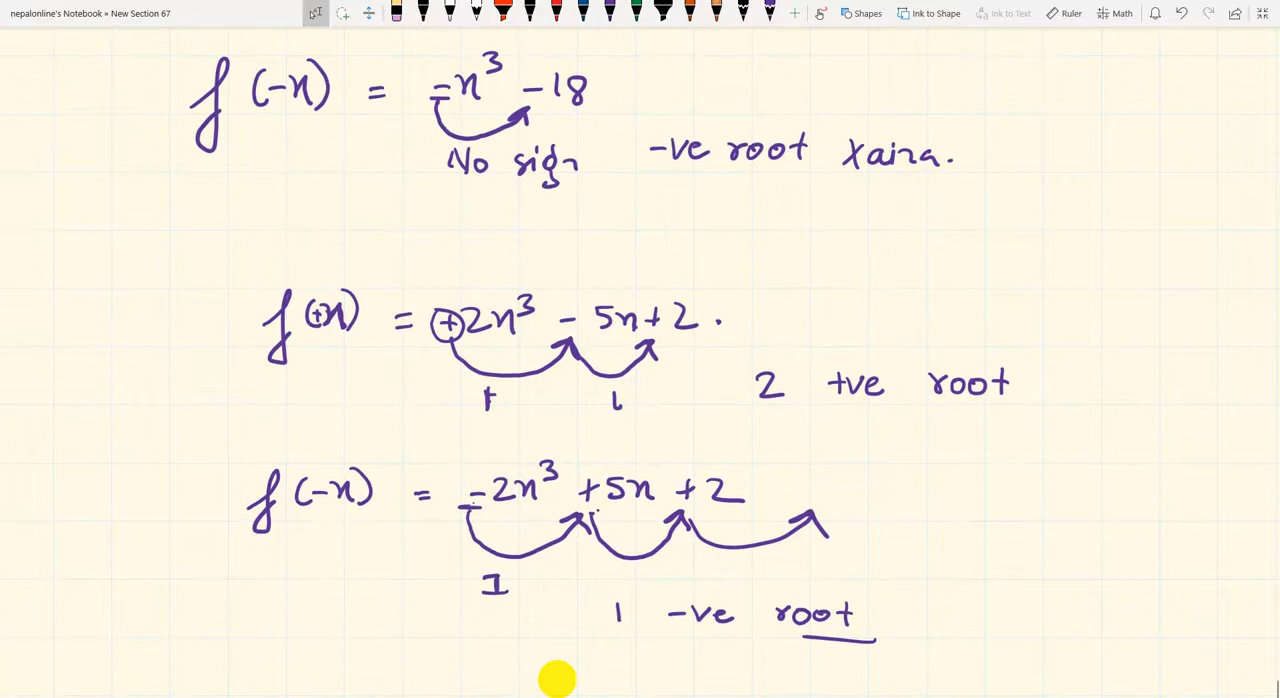 nepalonline's Notebook » New Section 67
Shapes Ink to Shape Ink to Text Ruler Math
f(-x) = -x³ - 18
No sign -ve root xaina.
f(+x) = +2x³ - 5x + 2.
1 1
2 +ve root
f(-x) = -2x³ + 5x + 2
1
1 -ve root